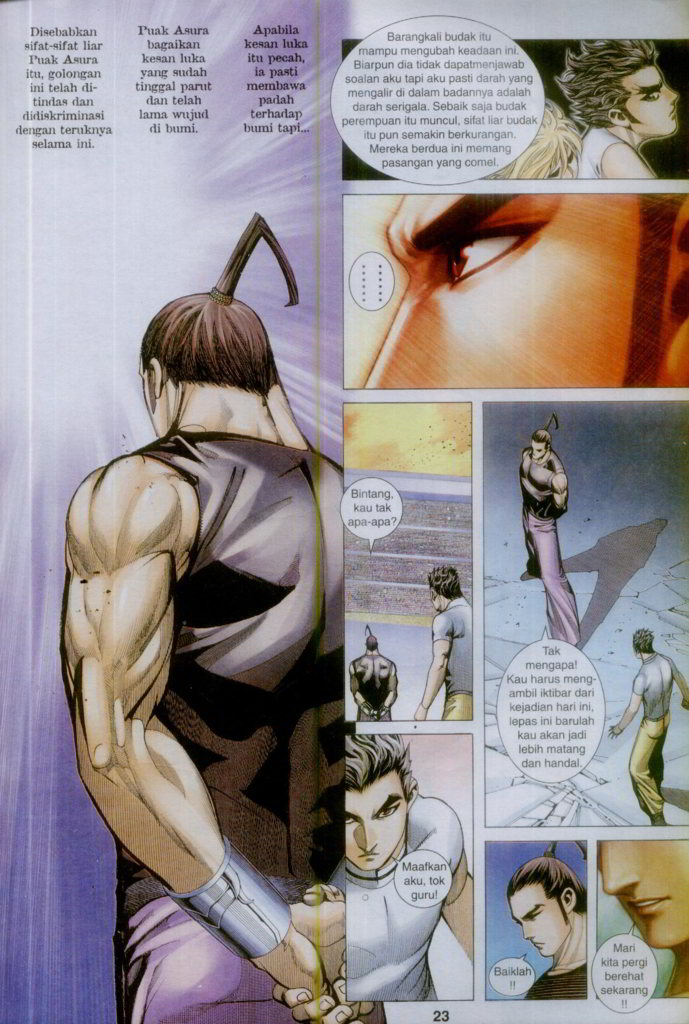 Disebabkan
sifat-sifat liar
Puak Asura
itu, golongan
ini telah di-
tindas dan
didiskriminasi
dengan teruknya
selama ini.
Puak Asura
bagaikan
kesan luka
yang sudah
tinggal parut
dan telah
lama wujud
di bumi.
Apabila
kesan luka
itu pecah,
ia pasti
membawa
padah
terhadap
bumi tapi...
Barangkali budak itu
mampu mengubah keadaan ini.
Biarpun dia tidak dapatmenjawab
soalan aku tapi aku pasti darah yang
mengalir di dalam badannya adalah
darah serigala. Sebaik saja budak
perempuan itu muncul, sifat liar budak
itu pun semakin berkurangan.
Mereka berdua ini memang
pasangan yang comel.
Bintang,
kau tak
apa-apa?
Tak
mengapa!
Kau harus meng-
ambil iktibar dari
kejadian hari ini,
lepas ini barulah
kau akan jadi
lebih matang
dan handal.
Maafkan
aku, tok
guru!
Baiklah
!!
Mari
kita pergi
berehat
sekarang
!!
23